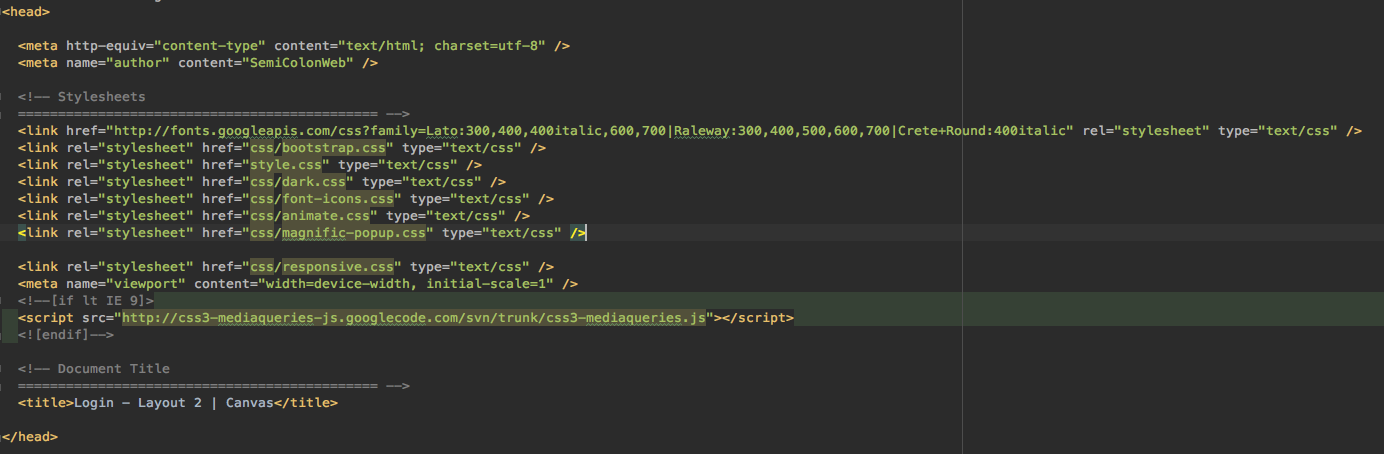 <head>
<meta http-equiv="content-type" content="text/html; charset=utf-8" />
<meta name="author" content="SemiColonWeb" />
<!-- Stylesheets
============================================= -->
<link href="http://fonts.googleapis.com/css?family=Lato:300,400,400italic,600,700|Raleway:300,400,500,600,700|Crete+Round:400italic" rel="stylesheet" type="text/css" />
<link rel="stylesheet" href="css/bootstrap.css" type="text/css" />
<link rel="stylesheet" href="style.css" type="text/css" />
<link rel="stylesheet" href="css/dark.css" type="text/css" />
<link rel="stylesheet" href="css/font-icons.css" type="text/css" />
<link rel="stylesheet" href="css/animate.css" type="text/css" />
<link rel="stylesheet" href="css/magnific-popup.css" type="text/css" />
<link rel="stylesheet" href="css/responsive.css" type="text/css" />
<meta name="viewport" content="width=device-width, initial-scale=1" />
<!--[if lt IE 9]>
<script src="http://css3-mediaqueries-js.googlecode.com/svn/trunk/css3-mediaqueries.js"></script>
<![endif]-->
<!-- Document Title
============================================= -->
<title>Login - Layout 2 | Canvas</title>
</head>